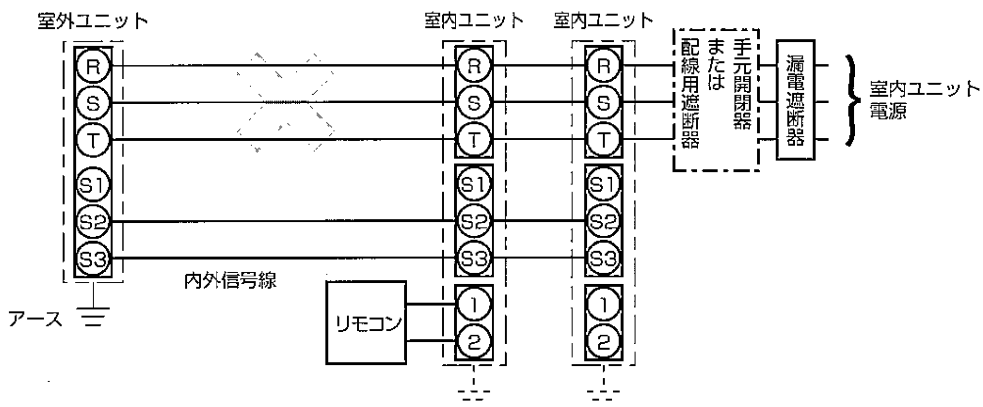 室外ユニット
室内ユニット
室内ユニット
R
S
T
S1
S2
S3
R
S
T
S1
S2
S3
1
2
R
S
T
S1
S2
S3
1
2
手元開閉器
または
配線用遮断器
漏電遮断器
室内ユニット
電源
内外信号線
リモコン
アース